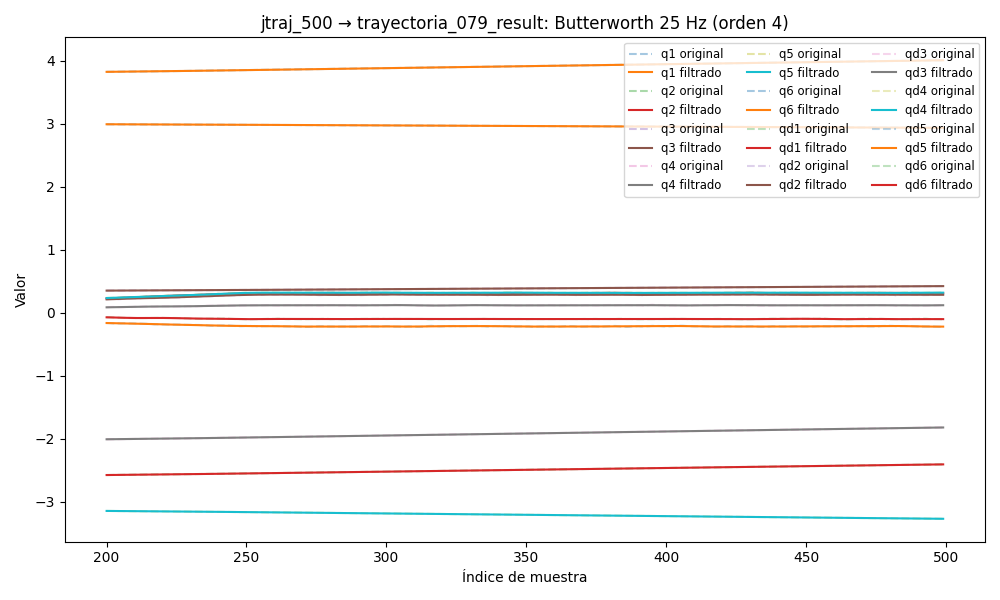 jtraj_500 → trayectoria_079_result: Butterworth 25 Hz (orden 4)
q1 original
q1 filtrado
q2 original
q2 filtrado
q3 original
q3 filtrado
q4 original
q4 filtrado
q5 original
q5 filtrado
q6 original
q6 filtrado
qd1 original
qd1 filtrado
qd2 original
qd2 filtrado
qd3 original
qd3 filtrado
qd4 original
qd4 filtrado
qd5 original
qd5 filtrado
qd6 original
qd6 filtrado
Valor
4
3
2
1
0
−1
−2
−3
200
250
300
350
400
450
500
Índice de muestra